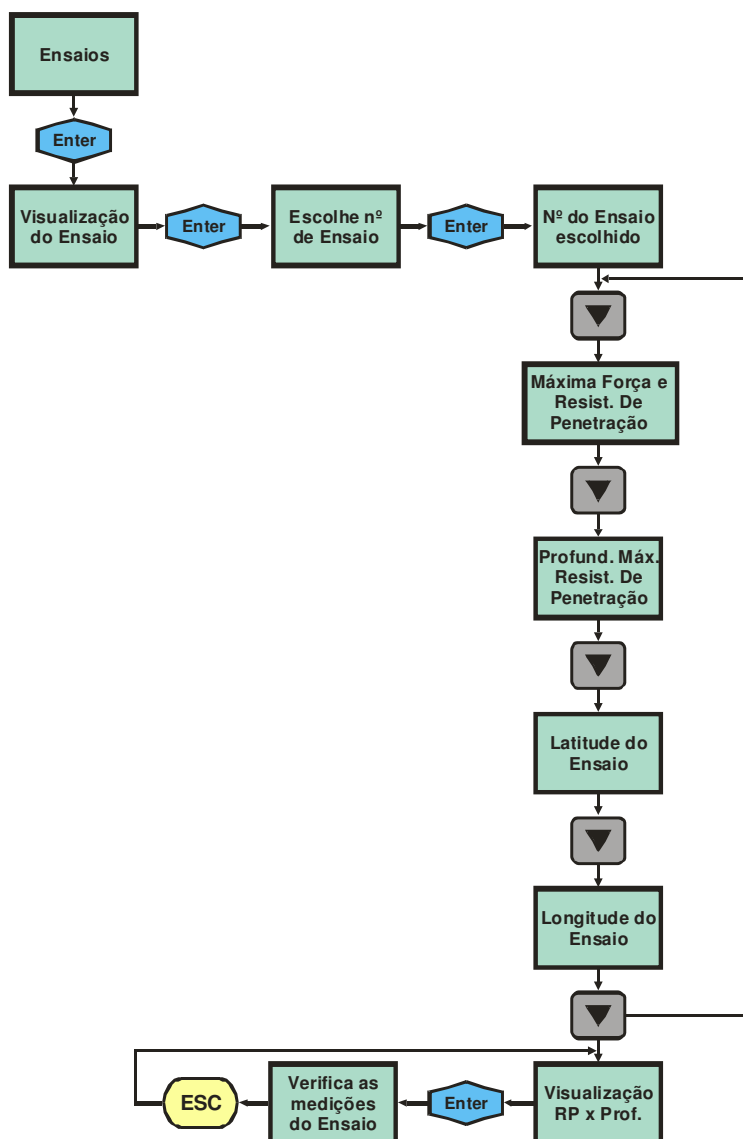 Ensaios
Enter
Visualização
do Ensaio
Enter
Escolhe nº
de Ensaio
Enter
Nº do Ensaio
escolhido
Máxima Força e
Resist. De
Penetração
Profund. Máx.
Resist. De
Penetração
Latitude do
Ensaio
Longitude do
Ensaio
Visualização
RP x Prof.
Enter
Verifica as
medições
do Ensaio
ESC